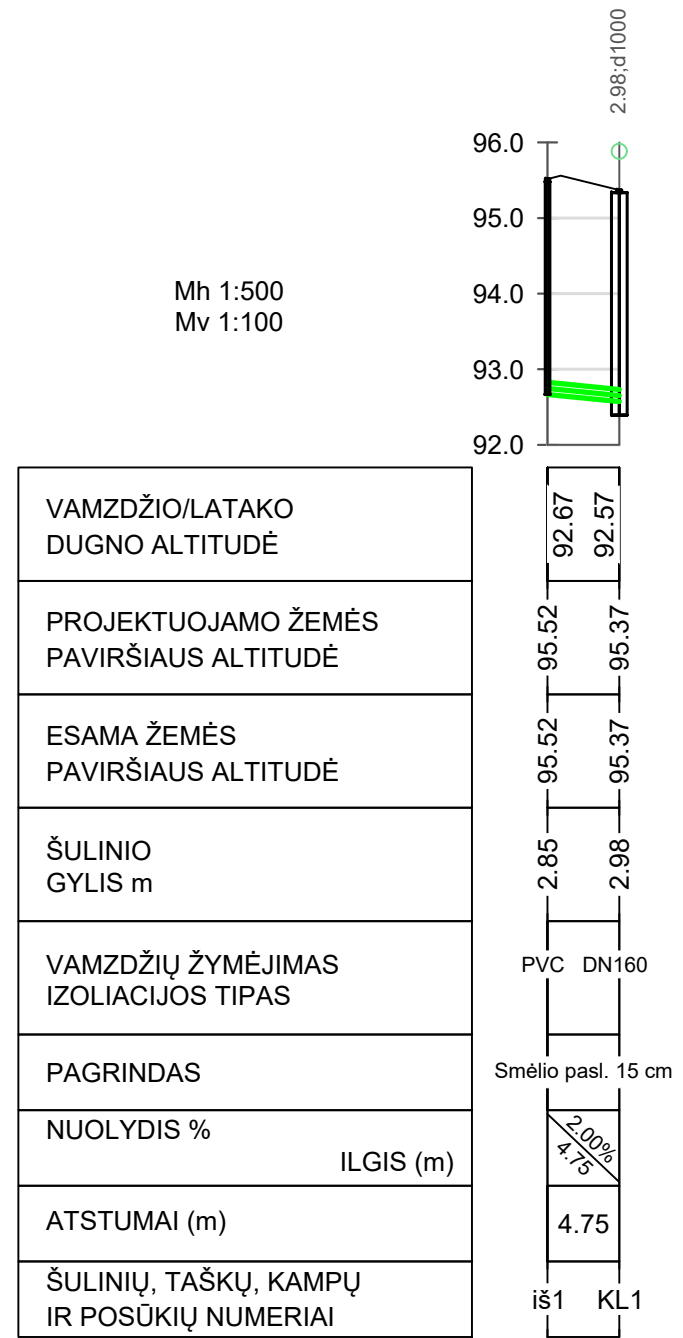 2.98;d1000
96.0
95.0
94.0
93.0
92.0
Mh 1:500
Mv 1:100
VAMZDŽIO/LATAKO
DUGNO ALTITUDĖ
92.67 92.57
PROJEKTUOJAMO ŽEMĖS
PAVIRŠIAUS ALTITUDĖ
95.52 95.37
ESAMA ŽEMĖS
PAVIRŠIAUS ALTITUDĖ
95.52 95.37
ŠULINIO
GYLIS m
2.85 2.98
VAMZDŽIŲ ŽYMĖJIMAS
IZOLIACIJOS TIPAS
PVC DN160
PAGRINDAS
Smėlio pasl. 15 cm
NUOLYDIS %
ILGIS (m)
2.00%
4.75
ATSTUMAI (m)
4.75
ŠULINIŲ, TAŠKŲ, KAMPŲ
IR POSŪKIŲ NUMERIAI
iš1 KL1